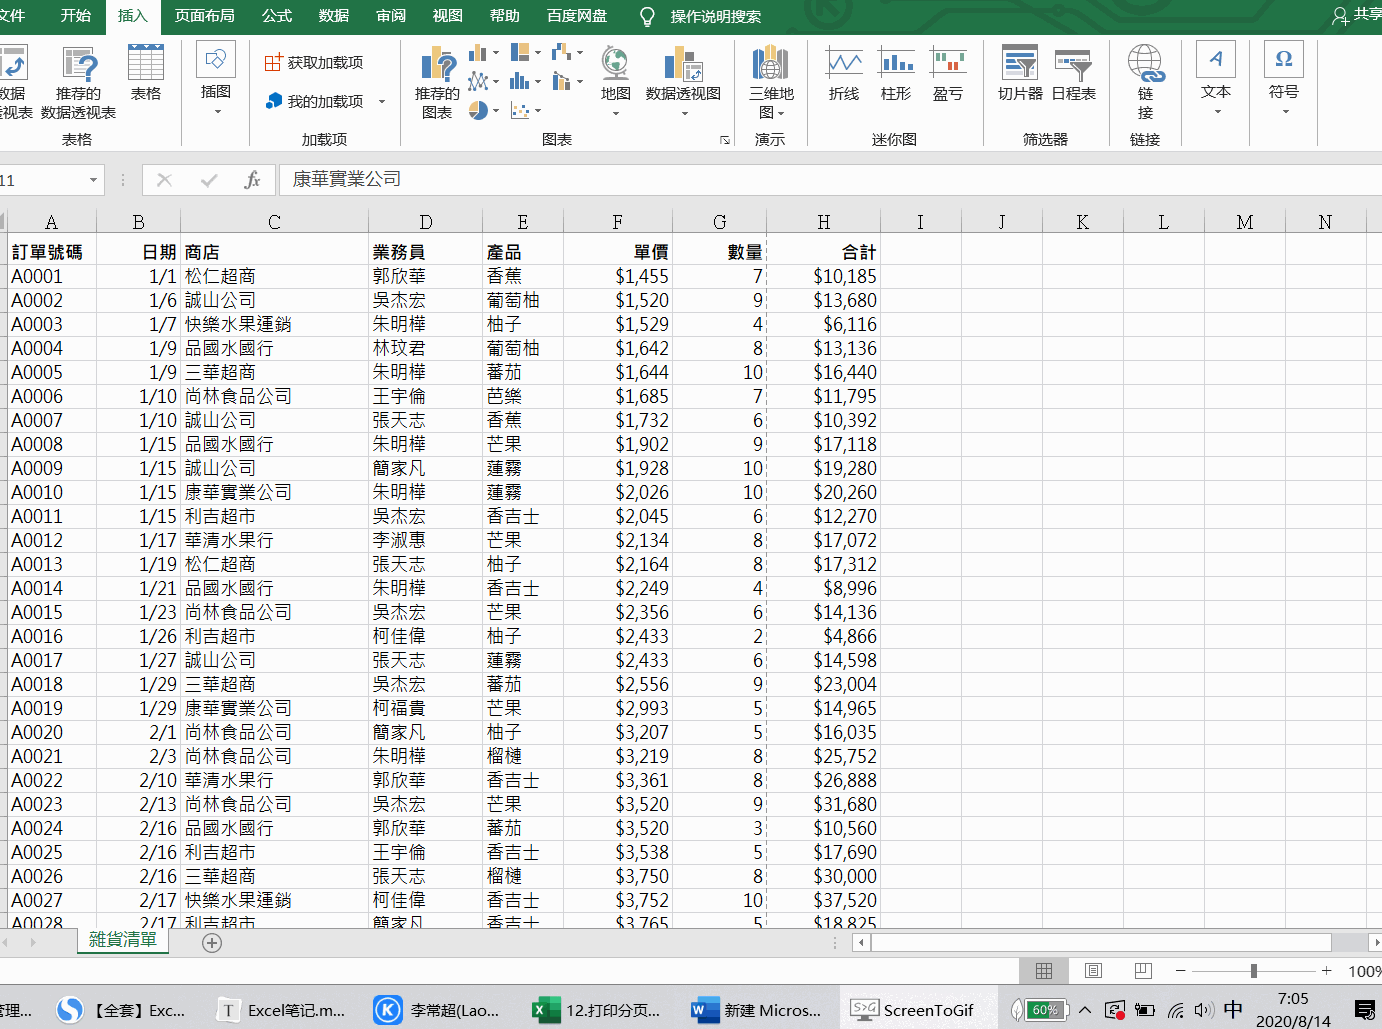 文件 开始 插入 页面布局 公式 数据 审阅 视图 帮助 百度网盘 操作说明搜索 共享
数据 推荐的 表格 插图 获取加载项 推荐的 地图 数据透视图 三维地 折线 柱形 盈亏 切片器 日程表 链 文本 符号
透视表 数据透视表 我的加载项 图表 图 接
表格 加载项 图表 演示 迷你图 筛选器 链接
11 fx 康華實業公司
A B C D E F G H I J K L M N
訂單號碼 日期 商店 業務員 產品 單價 數量 合計
A0001 1/1 松仁超商 郭欣華 香蕉 $1,455 7 $10,185
A0002 1/6 誠山公司 吳杰宏 葡萄柚 $1,520 9 $13,680
A0003 1/7 快樂水果運銷 朱明樺 柚子 $1,529 4 $6,116
A0004 1/9 品國水國行 林玟君 葡萄柚 $1,642 8 $13,136
A0005 1/9 三華超商 朱明樺 蕃茄 $1,644 10 $16,440
A0006 1/10 尚林食品公司 王宇倫 芭樂 $1,685 7 $11,795
A0007 1/10 誠山公司 張天志 香蕉 $1,732 6 $10,392
A0008 1/15 品國水國行 朱明樺 芒果 $1,902 9 $17,118
A0009 1/15 誠山公司 簡家凡 蓮霧 $1,928 10 $19,280
A0010 1/15 康華實業公司 朱明樺 蓮霧 $2,026 10 $20,260
A0011 1/15 利吉超市 吳杰宏 香吉士 $2,045 6 $12,270
A0012 1/17 華清水果行 李淑惠 芒果 $2,134 8 $17,072
A0013 1/19 松仁超商 張天志 柚子 $2,164 8 $17,312
A0014 1/21 品國水國行 朱明樺 香吉士 $2,249 4 $8,996
A0015 1/23 尚林食品公司 吳杰宏 芒果 $2,356 6 $14,136
A0016 1/26 利吉超市 柯佳偉 柚子 $2,433 2 $4,866
A0017 1/27 誠山公司 張天志 蓮霧 $2,433 6 $14,598
A0018 1/29 三華超商 吳杰宏 蕃茄 $2,556 9 $23,004
A0019 1/29 康華實業公司 柯福貴 芒果 $2,993 5 $14,965
A0020 2/1 尚林食品公司 簡家凡 柚子 $3,207 5 $16,035
A0021 2/3 尚林食品公司 朱明樺 榴槤 $3,219 8 $25,752
A0022 2/10 華清水果行 郭欣華 香吉士 $3,361 8 $26,888
A0023 2/13 尚林食品公司 吳杰宏 芒果 $3,520 9 $31,680
A0024 2/16 品國水國行 郭欣華 蕃茄 $3,520 3 $10,560
A0025 2/16 利吉超市 王宇倫 香吉士 $3,538 5 $17,690
A0026 2/16 三華超商 張天志 榴槤 $3,750 8 $30,000
A0027 2/17 快樂水果運銷 柯佳偉 香吉士 $3,752 10 $37,520
A0028 2/17 利吉超市 簡家凡 香吉士 $3,765 5 $18,825
雜貨清單
100%
管理... 【全套】Exc... Excel笔记.m... 李常超(Lao... 12.打印分页... 新建 Micros... ScreenToGif 60% 中 7:05
2020/8/14